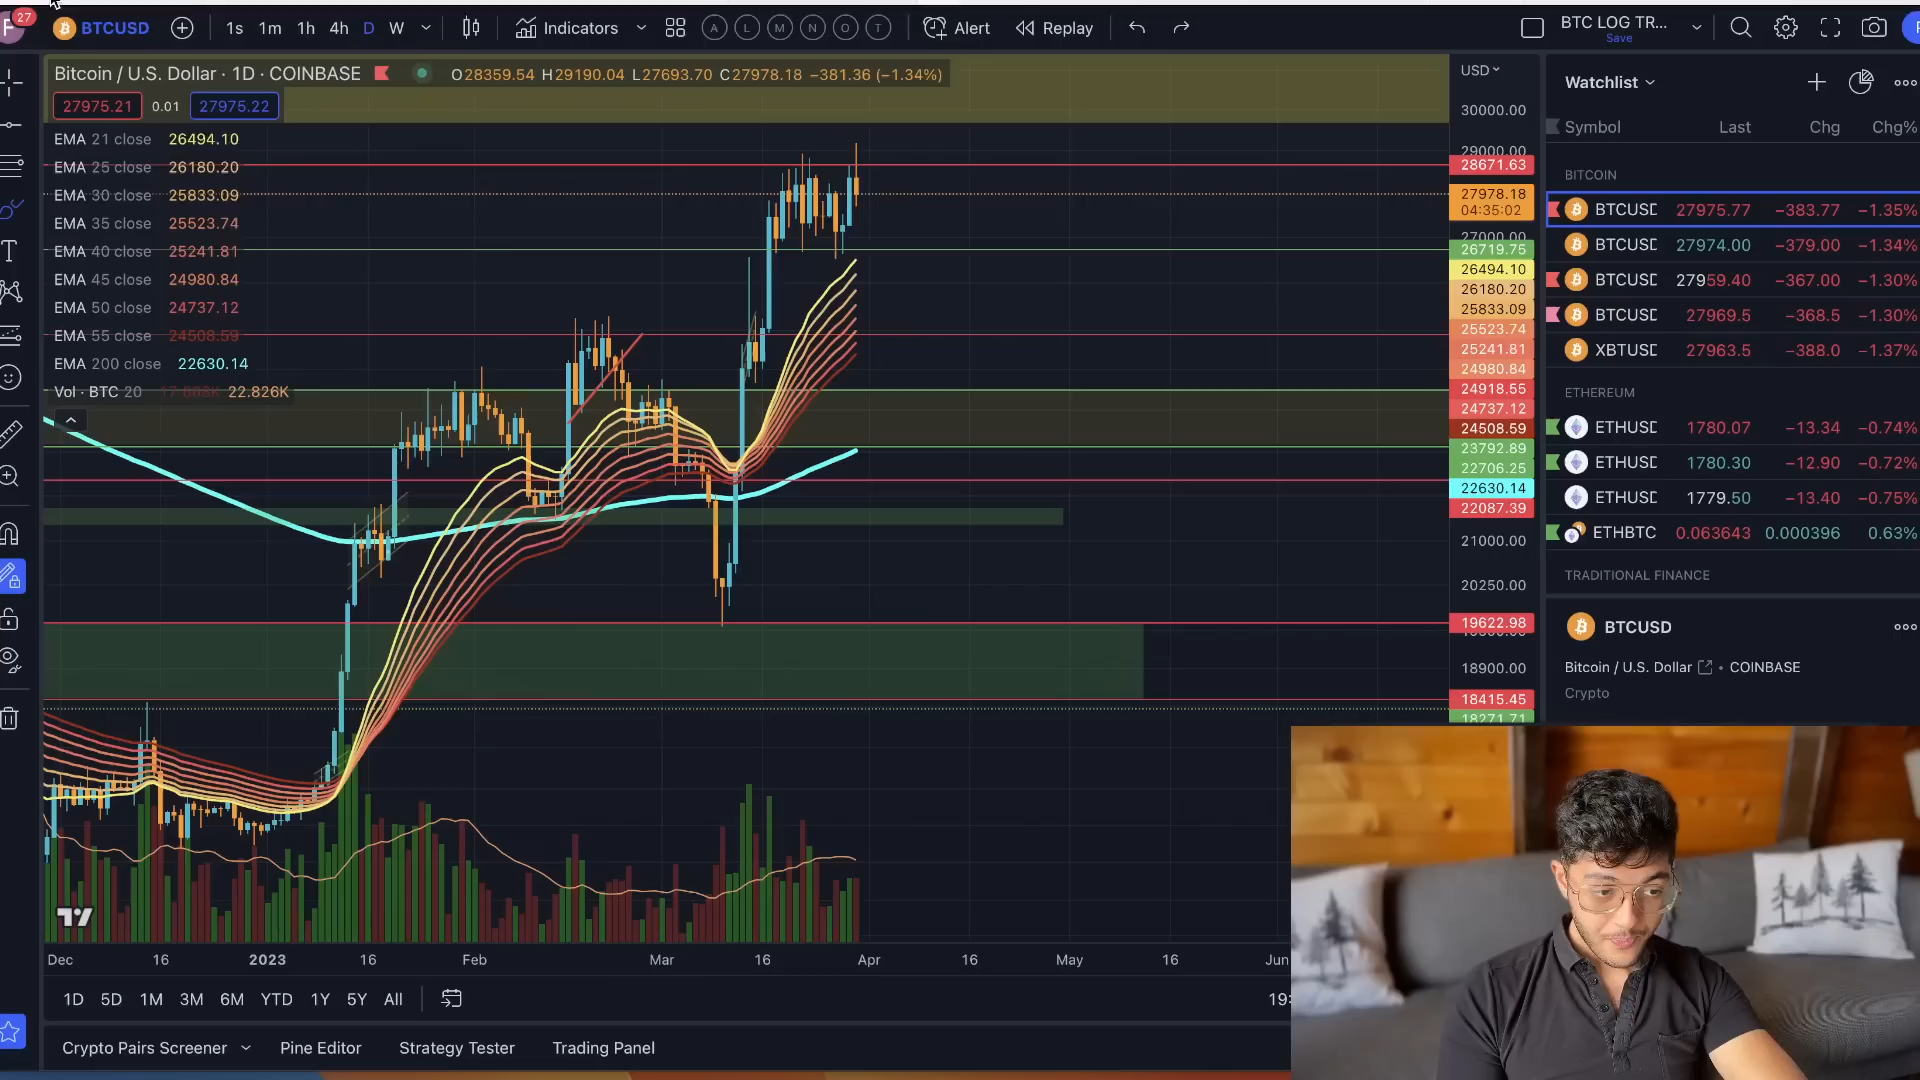 27
BTCUSD
1s 1m 1h 4h D W
Indicators
A L M N O T
Alert
Replay
BTC LOG TR...
Save
Bitcoin / U.S. Dollar · 1D · COINBASE
O28359.54 H29190.04 L27693.70 C27978.18 −381.36 (−1.34%)
27975.21 0.01 27975.22
EMA 21 close 26494.10
EMA 25 close 26180.20
EMA 30 close 25833.09
EMA 35 close 25523.74
EMA 40 close 25241.81
EMA 45 close 24980.84
EMA 50 close 24737.12
EMA 55 close 24508.59
EMA 200 close 22630.14
Vol · BTC 20 22.826K
USD
30000.00
29000.00
28671.63
27978.18
04:35:02
27000.00
26719.75
26494.10
26180.20
25833.09
25523.74
25241.81
24980.84
24918.55
24737.12
24508.59
23792.89
22706.25
22630.14
22087.39
21000.00
20250.00
19622.98
18900.00
18415.45
18271.71
Dec 16 2023 16 Feb Mar 16 Apr 16 May 16 Jun
1D 5D 1M 3M 6M YTD 1Y 5Y All
19:
Crypto Pairs Screener Pine Editor Strategy Tester Trading Panel
Watchlist
Symbol Last Chg Chg%
BITCOIN
BTCUSD 27975.77 −383.77 −1.35%
BTCUSD 27974.00 −379.00 −1.34%
BTCUSD 27959.40 −367.00 −1.30%
BTCUSD 27969.5 −368.5 −1.30%
XBTUSD 27963.5 −388.0 −1.37%
ETHEREUM
ETHUSD 1780.07 −13.34 −0.74%
ETHUSD 1780.30 −12.90 −0.72%
ETHUSD 1779.50 −13.40 −0.75%
ETHBTC 0.063643 0.000396 0.63%
TRADITIONAL FINANCE
BTCUSD
Bitcoin / U.S. Dollar • COINBASE
Crypto